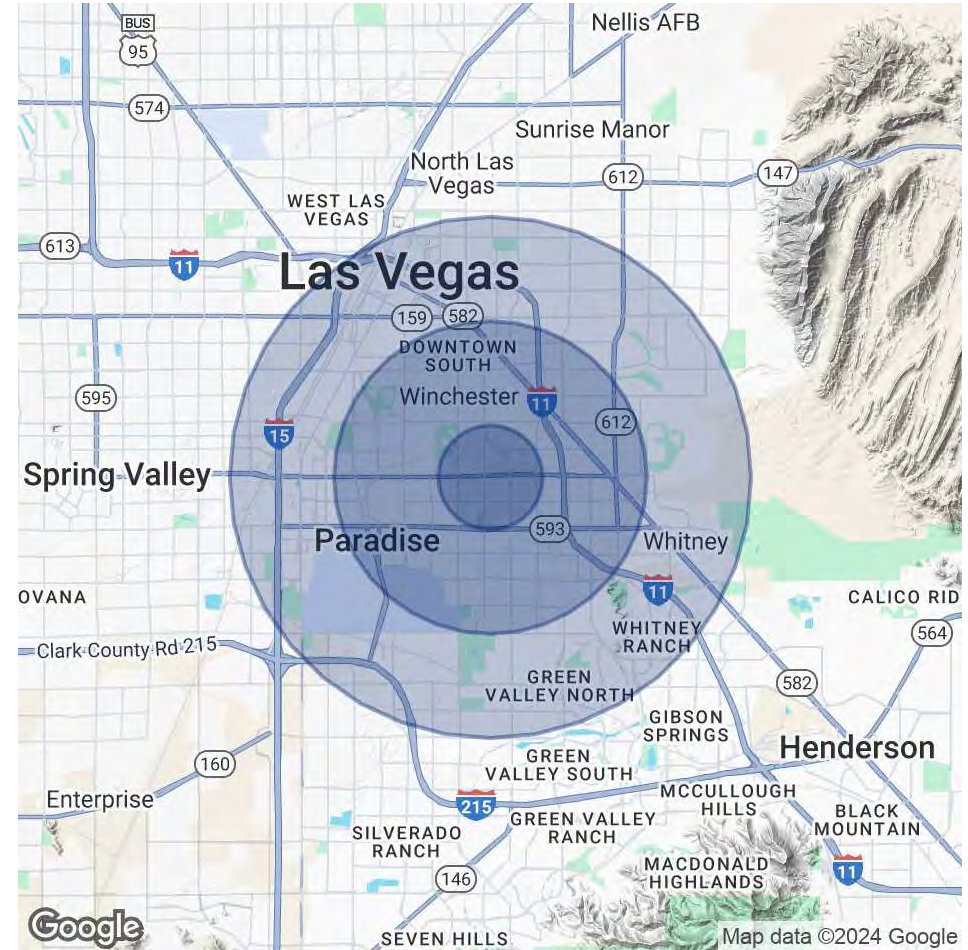 Nellis AFB
BUS
95
574
Sunrise Manor
North Las
Vegas
612
147
WEST LAS
VEGAS
613
11
Las Vegas
159
582
DOWNTOWN
SOUTH
595
Winchester
11
612
15
Spring Valley
Paradise
593
Whitney
11
OVANA
CALICO RID
WHITNEY
RANCH
564
Clark County Rd 215
GREEN
VALLEY NORTH
582
GIBSON
SPRINGS
Henderson
160
GREEN
VALLEY SOUTH
Enterprise
215
MCCULLOUGH
HILLS
GREEN VALLEY
RANCH
BLACK
MOUNTAIN
SILVERADO
RANCH
146
MACDONALD
HIGHLANDS
11
Google
SEVEN HILLS
Map data ©2024 Google